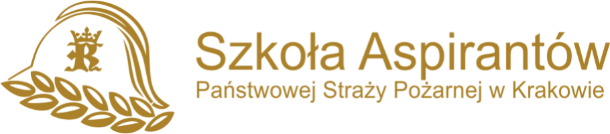 K
Szkoła Aspirantów
Państwowej Straży Pożarnej w Krakowie